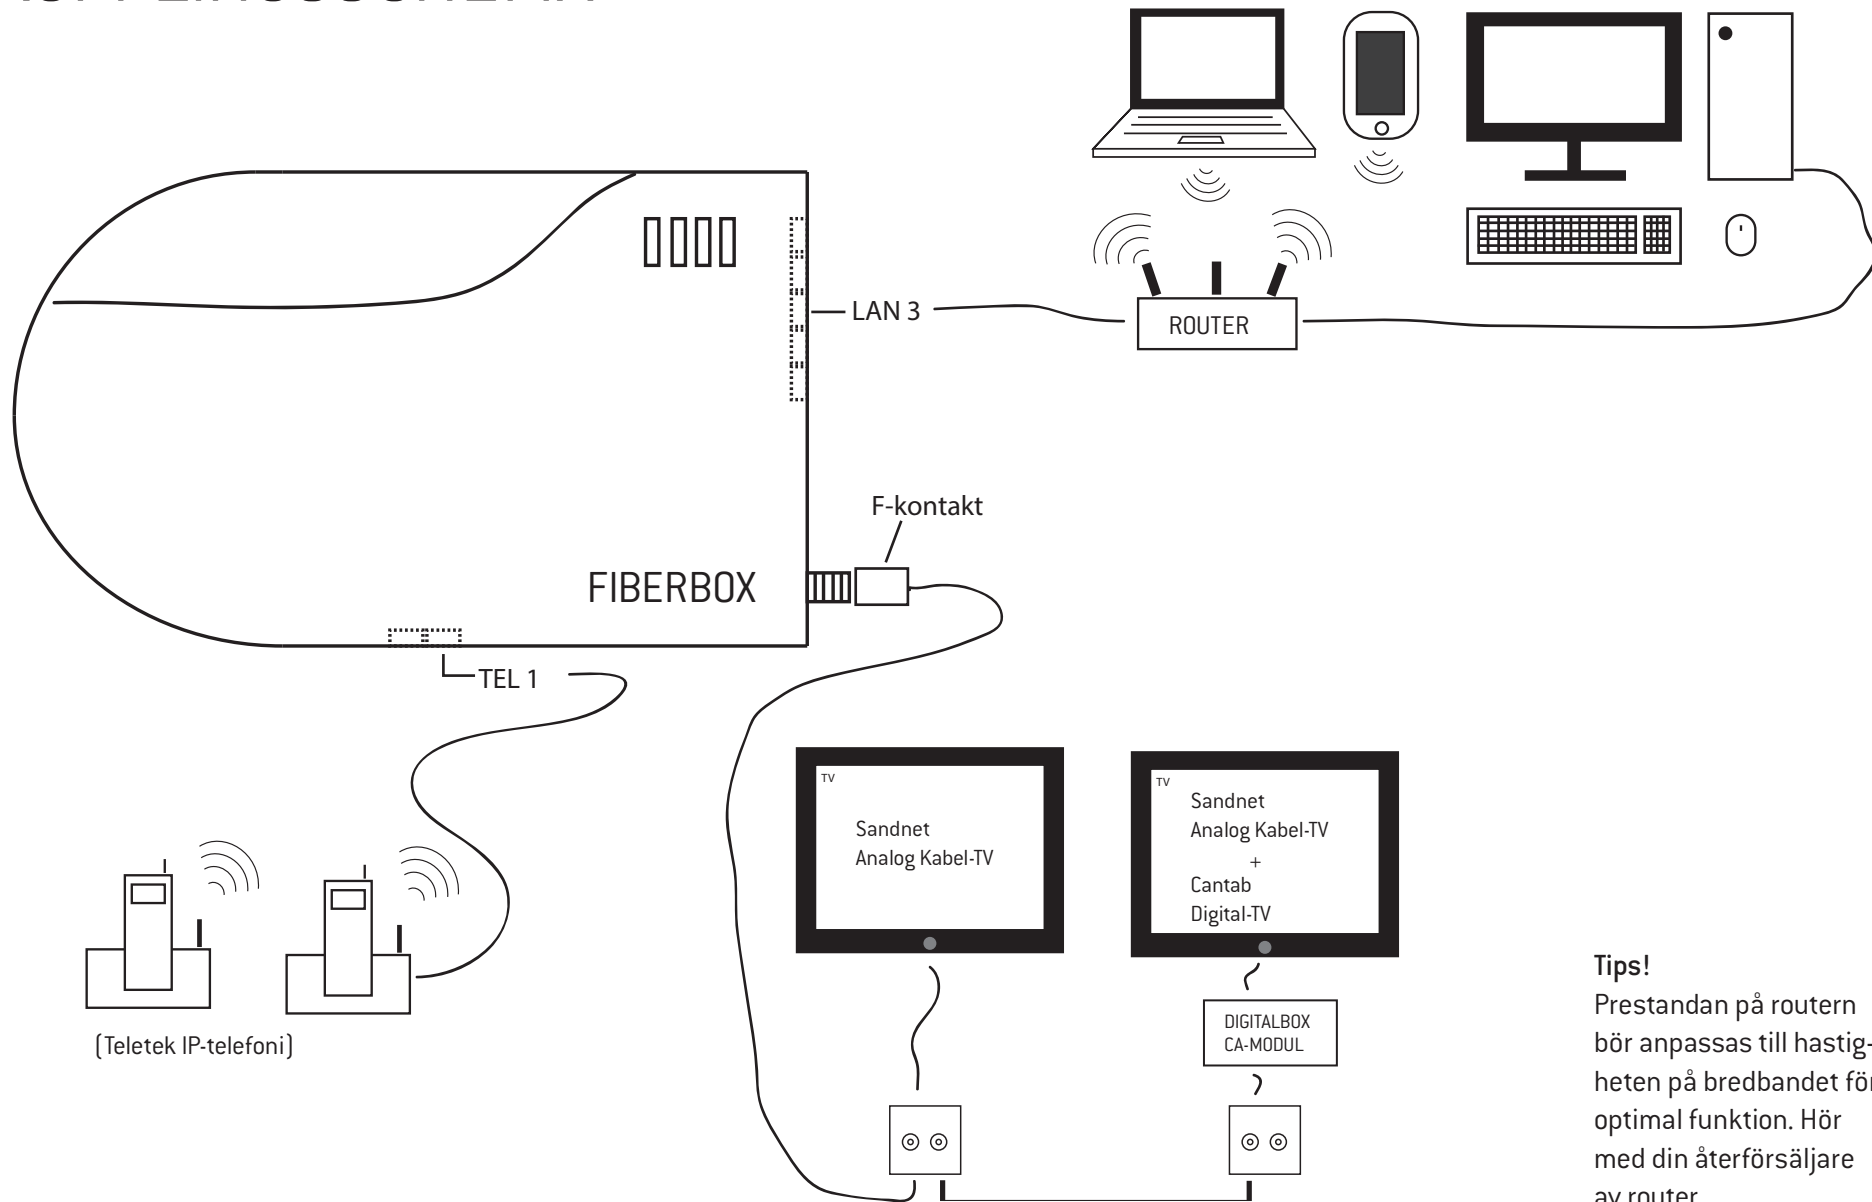 LAN 3
ROUTER
F-kontakt
FIBERBOX
TEL 1
TV
Sandnet
Analog Kabel-TV
TV
Sandnet
Analog Kabel-TV
+
Cantab
Digital-TV
DIGITALBOX
CA-MODUL
(Teletek IP-telefoni)
Tips!
Prestandan på routern
bör anpassas till hastig-
heten på bredbandet för
optimal funktion. Hör
med din återförsäljare
av router